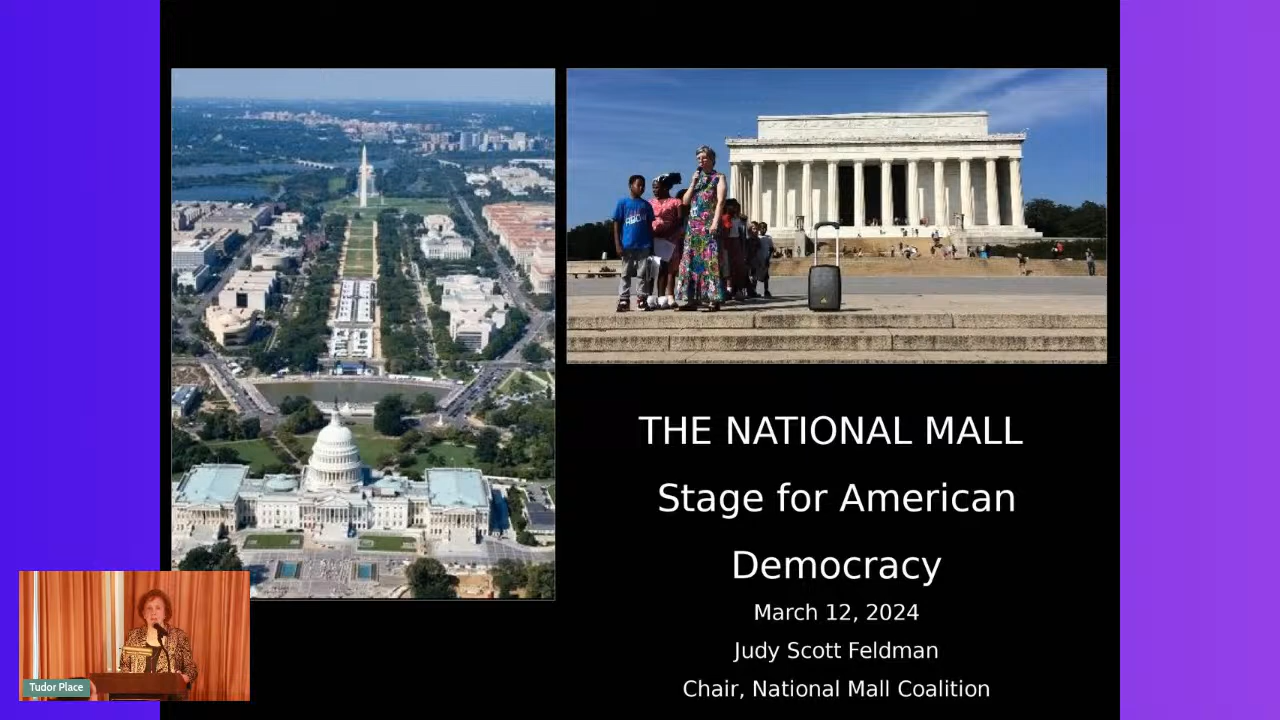 THE NATIONAL MALL
Stage for American
Democracy
March 12, 2024
Judy Scott Feldman
Chair, National Mall Coalition
Tudor Place